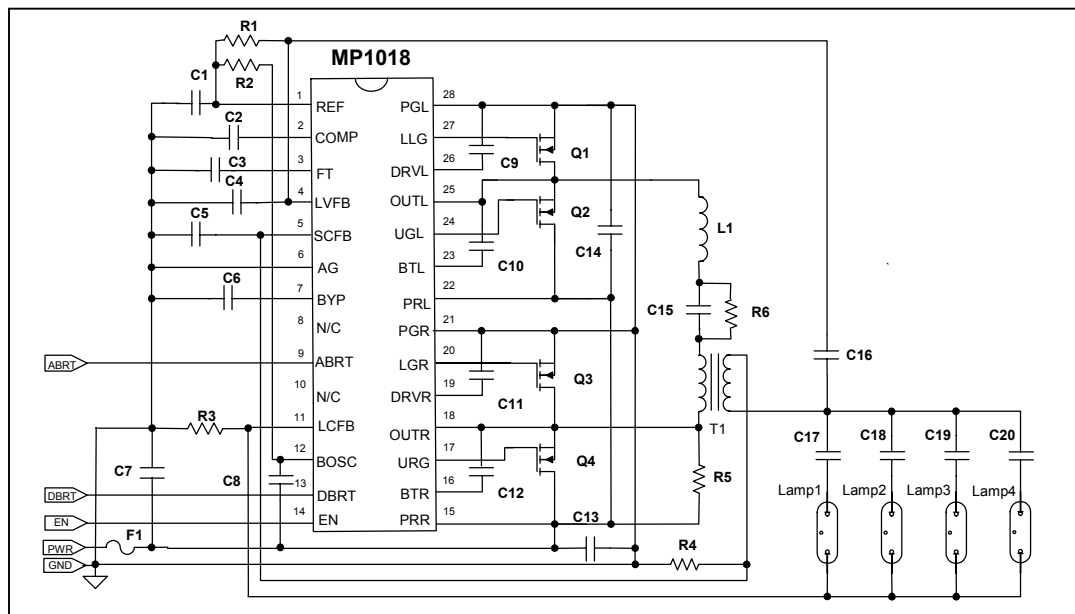 R1
MP1018
R2
C1
1
REF
PGL
28
C2
2
COMP
LLG
27
Q1
C3
3
FT
DRVL
26
C9
C4
4
LVFB
OUTL
25
Q2
L1
C5
5
SCFB
UGL
24
C14
6
AG
BTL
23
C10
C6
7
BYP
PRL
22
C15
R6
8
N/C
PGR
21
C16
ABRT
9
ABRT
LGR
20
Q3
10
N/C
DRVR
19
C11
R3
11
LCFB
OUTR
18
T1
C17
C18
C19
C20
C7
C8
12
BOSC
URG
17
Q4
R5
DBRT
13
DBRT
BTR
16
C12
Lamp1
Lamp2
Lamp3
Lamp4
EN
14
EN
PRR
15
C13
F1
PWR
R4
GND